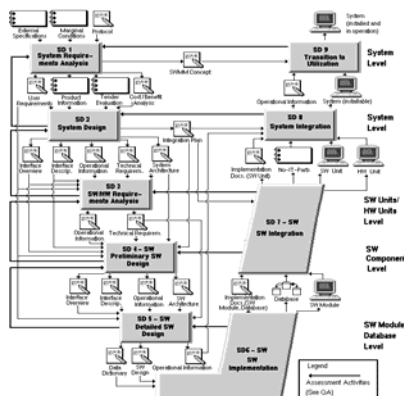 External
Specifications
Marginal
Conditions
Protocol
System
(installed and
in operation)
SD 1
System Require-
ments Analysis
SD 9
Transition to
Utilization
System
Level
SWMM Concept
User
Requirements
Product
Information
Tender
Evaluation
Cost/Benefit
Analysis
Operational Information
System (installable)
SD 2
System Design
SD 8
System Integration
System
Level
Integration Plan
Interface
Overview
Interface
Descrip.
Operational
Information
Technical
Requirem.
System
Architecture
Implementation
Docs. (SW Unit)
No-IT-Parts
SW Unit
HW Unit
SD 3
SW/HW Require-
ments Analysis
SW Units/
HW Units
Level
SD 7 - SW
SW Integration
Operational
Information
Technical Requirem.
SD 4 - SW
Preliminary SW
Design
SW
Component
Level
Interface
Overview
Interface
Descrip.
Operational
Information
SW
Architecture
Implementation
Docs. (SW
Module, Database)
Database
SW Module
SD 5 - SW
Detailed SW
Design
SW Module
Database
Level
SD6 - SW
SW
Implementation
Data
Dictionary
SW
Design
Operational Information
Legend
Assessment Activities
(See QA)